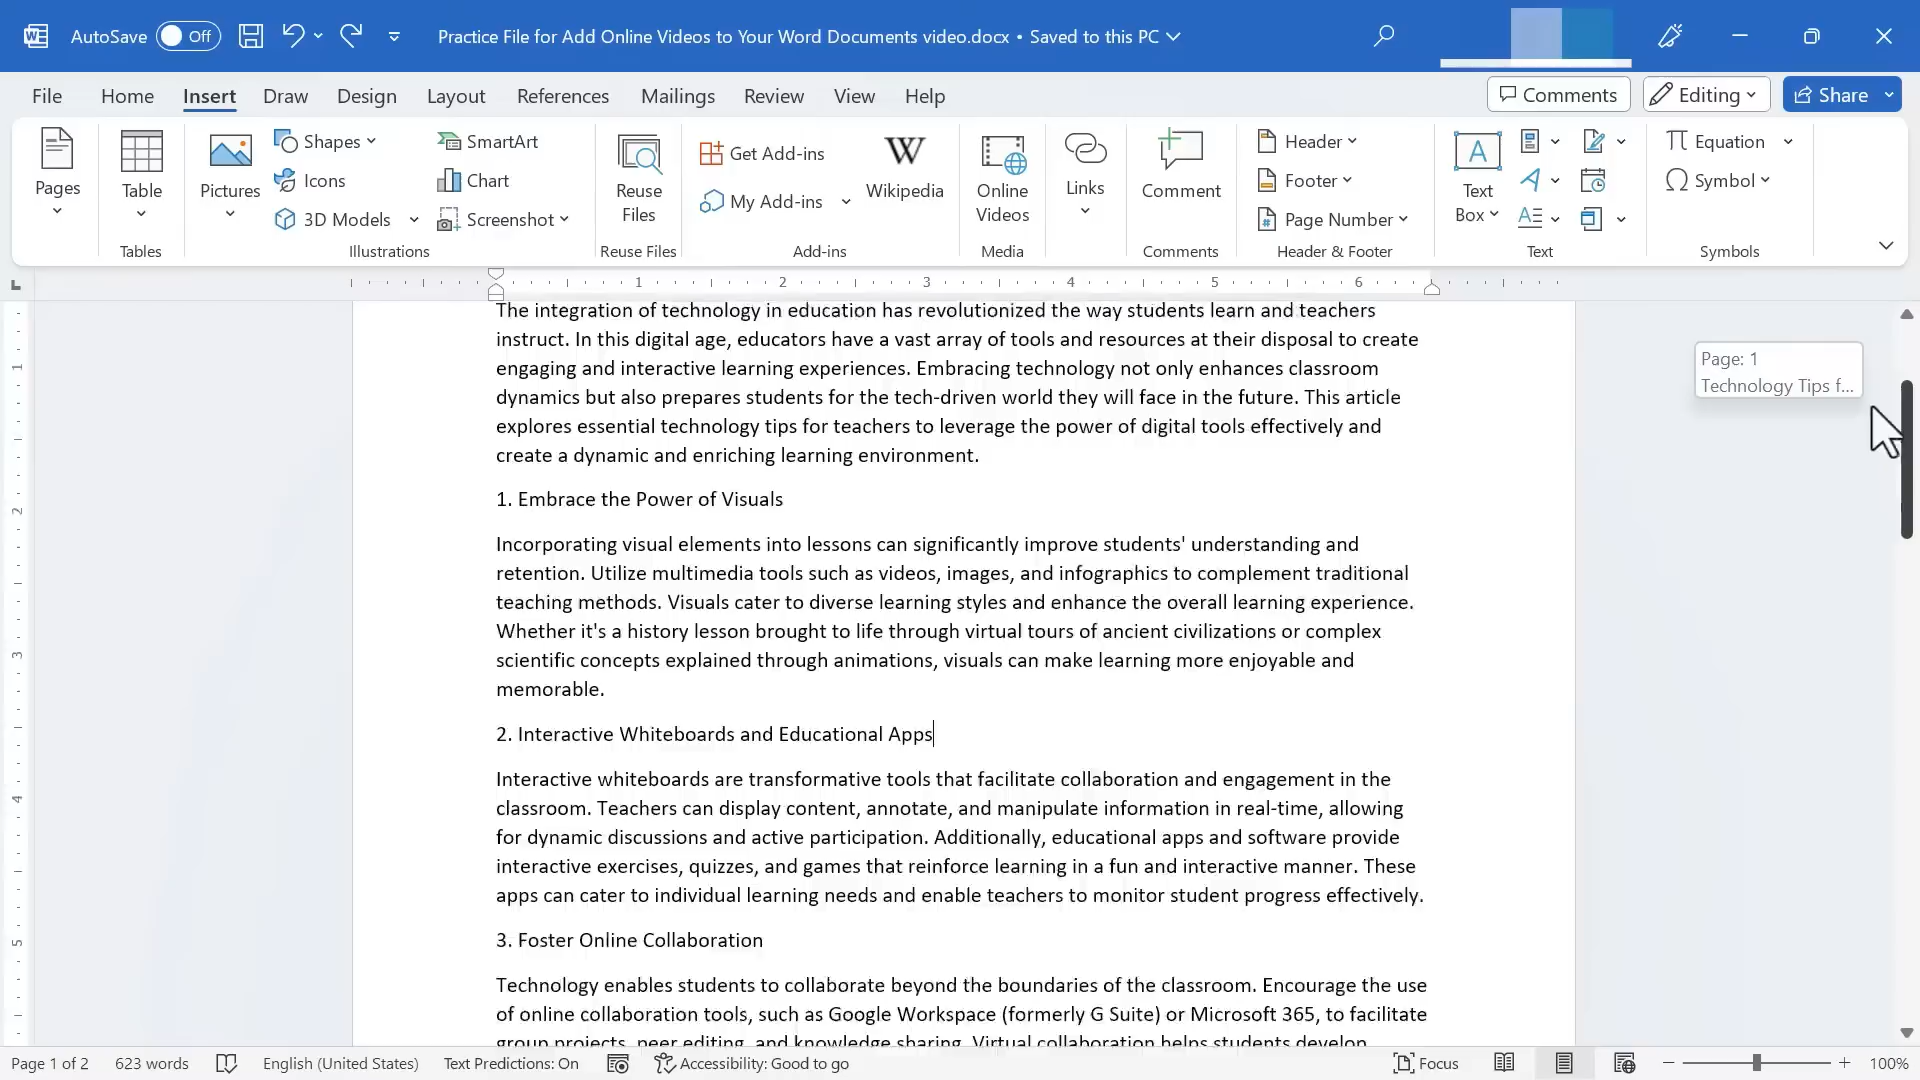 AutoSave Off Practice File for Add Online Videos to Your Word Documents video.docx • Saved to this PC
File Home Insert Draw Design Layout References Mailings Review View Help Comments Editing Share
Pages
Table
Tables
Pictures
Shapes
Icons
3D Models
SmartArt
Chart
Screenshot
Illustrations
Reuse
Files
Reuse Files
Get Add-ins
My Add-ins
Wikipedia
Add-ins
Online
Videos
Media
Links
Comment
Comments
Header
Footer
Page Number
Header & Footer
Text
Box
Text
Equation
Symbol
Symbols
1 2 3 4 5 6
The integration of technology in education has revolutionized the way students learn and teachers
instruct. In this digital age, educators have a vast array of tools and resources at their disposal to create
engaging and interactive learning experiences. Embracing technology not only enhances classroom
dynamics but also prepares students for the tech-driven world they will face in the future. This article
explores essential technology tips for teachers to leverage the power of digital tools effectively and
create a dynamic and enriching learning environment.
1. Embrace the Power of Visuals
Incorporating visual elements into lessons can significantly improve students' understanding and
retention. Utilize multimedia tools such as videos, images, and infographics to complement traditional
teaching methods. Visuals cater to diverse learning styles and enhance the overall learning experience.
Whether it's a history lesson brought to life through virtual tours of ancient civilizations or complex
scientific concepts explained through animations, visuals can make learning more enjoyable and
memorable.
2. Interactive Whiteboards and Educational Apps
Interactive whiteboards are transformative tools that facilitate collaboration and engagement in the
classroom. Teachers can display content, annotate, and manipulate information in real-time, allowing
for dynamic discussions and active participation. Additionally, educational apps and software provide
interactive exercises, quizzes, and games that reinforce learning in a fun and interactive manner. These
apps can cater to individual learning needs and enable teachers to monitor student progress effectively.
3. Foster Online Collaboration
Technology enables students to collaborate beyond the boundaries of the classroom. Encourage the use
of online collaboration tools, such as Google Workspace (formerly G Suite) or Microsoft 365, to facilitate
group projects, peer editing, and knowledge sharing. Virtual collaboration helps students develop
Page: 1
Technology Tips f...
1
2
3
4
5
Page 1 of 2 623 words English (United States) Text Predictions: On Accessibility: Good to go Focus 100%